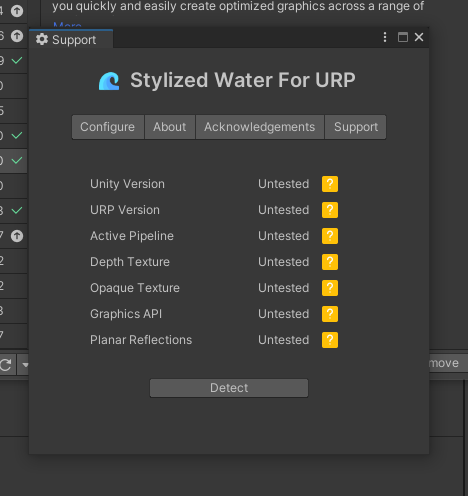 you quickly and easily create optimized graphics across a range of
More
Support
Stylized Water For URP
Configure About Acknowledgements Support
Unity Version Untested ?
URP Version Untested ?
Active Pipeline Untested ?
Depth Texture Untested ?
Opaque Texture Untested ?
Graphics API Untested ?
Planar Reflections Untested ?
move
Detect